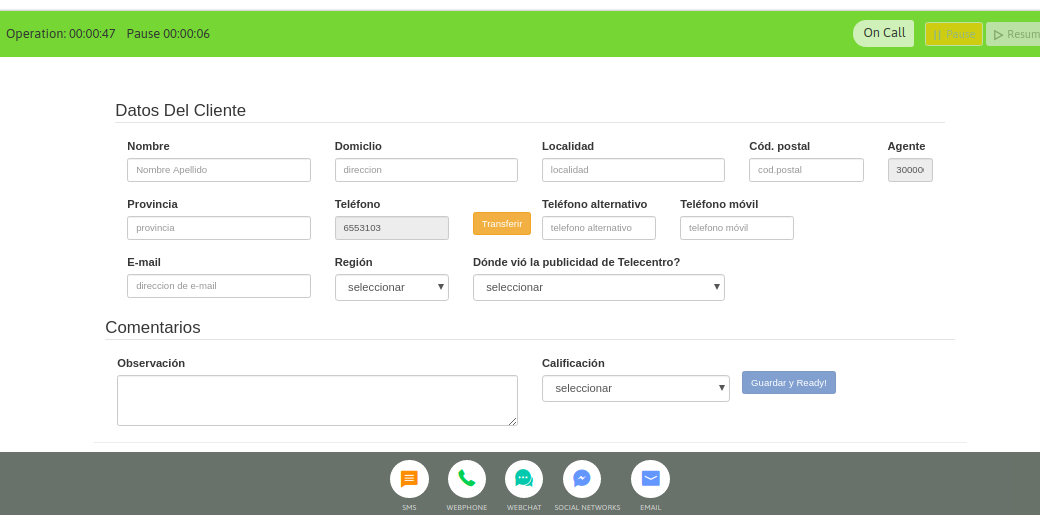 Operation: 00:00:47 Pause 00:00:06 On Call Pause Resum
Datos Del Cliente
Nombre Domiclio Localidad Cód. postal Agente
Nombre Apellido direccion localidad cod.postal 30000
Provincia Teléfono Teléfono alternativo Teléfono móvil
provincia 6553103 Transferir telefono alternativo telefono móvil
E-mail Región Dónde vió la publicidad de Telecentro?
direccion de e-mail seleccionar seleccionar
Comentarios
Observación Calificación
seleccionar Guardar y Ready!
SMS WEBPHONE WEBCHAT SOCIAL NETWORKS EMAIL